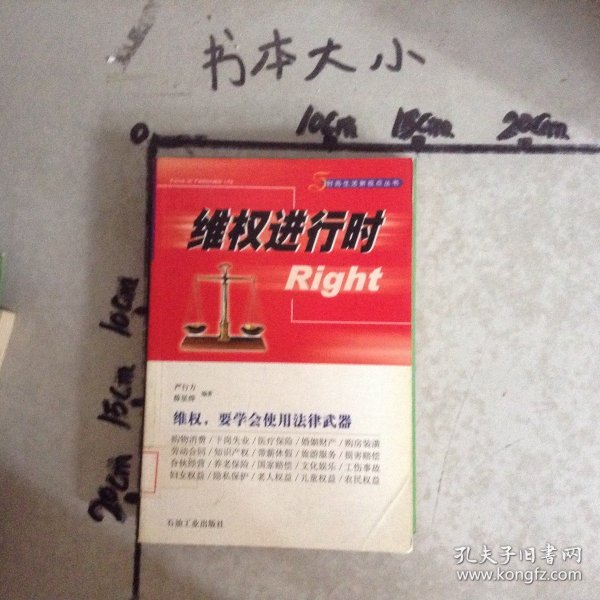 书本大小
0 10cm 15cm 20cm
时尚生活新视点丛书
维权进行时
Right
10cm
15cm
20cm
严行方
编著
维权,要学会使用法律武器
购物消费/下岗失业/医疗保险/婚姻财产/购房装潢
劳动合同/知识产权/带薪休假/旅游服务/损害赔偿
合伙经营/养老保险/国家赔偿/文化娱乐/工伤事故
妇女权益/隐私保护/老人权益/儿童权益/农民权益
石油工业出版社
孔夫子旧书网
www.kongfz.com